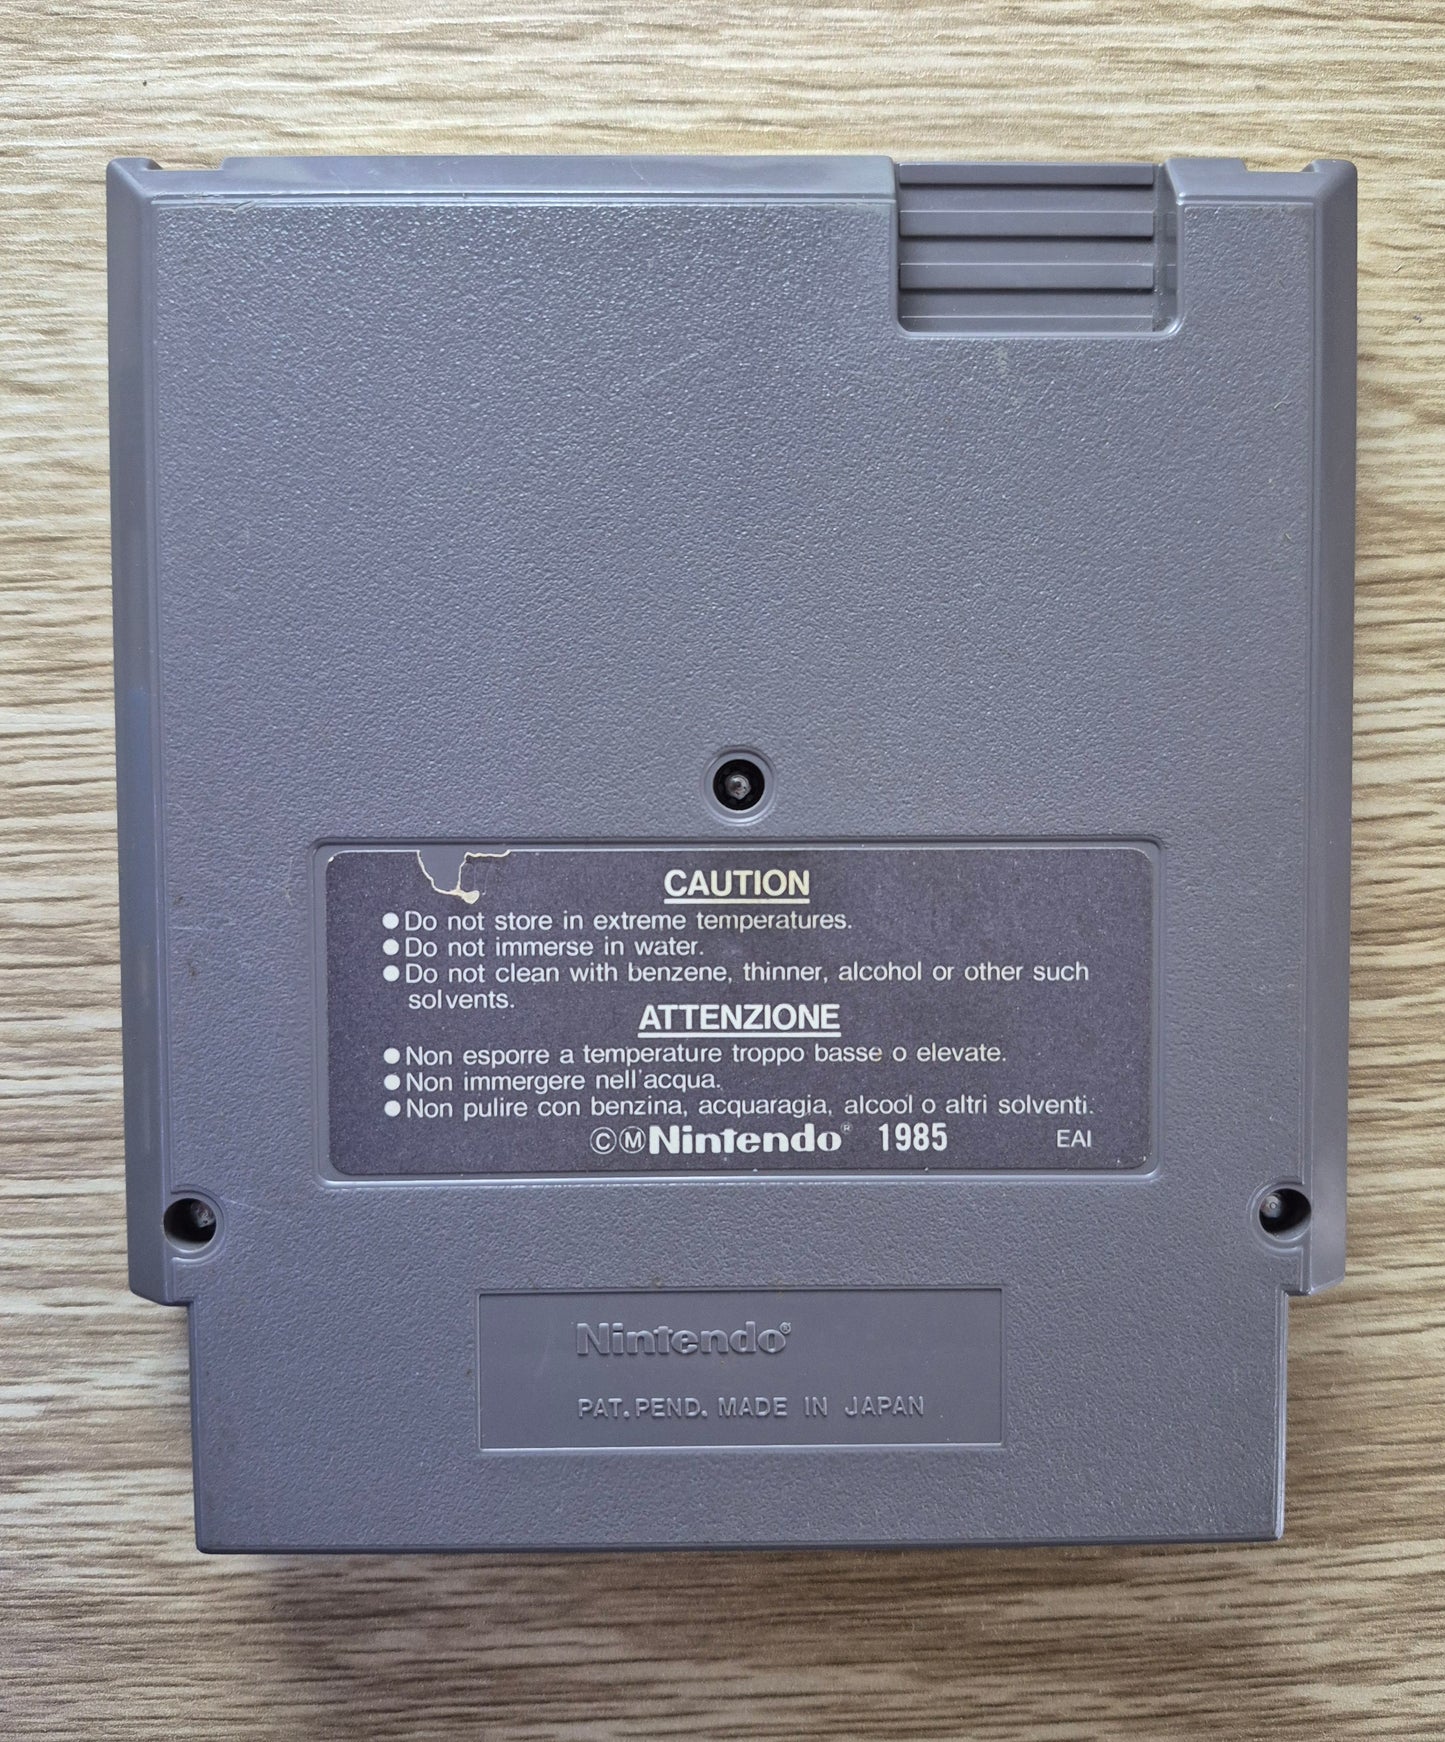 CAUTION
●Do not store in extreme temperatures.
●Do not immerse in water.
●Do not clean with benzene, thinner, alcohol or other such
solvents.
ATTENZIONE
●Non esporre a temperature troppo basse o elevate.
●Non immergere nell'acqua.
●Non pulire con benzina, acquaragia, alcool o altri solventi.
ⒸⓂNintendo® 1985 EAI
Nintendo®
PAT. PEND. MADE IN JAPAN